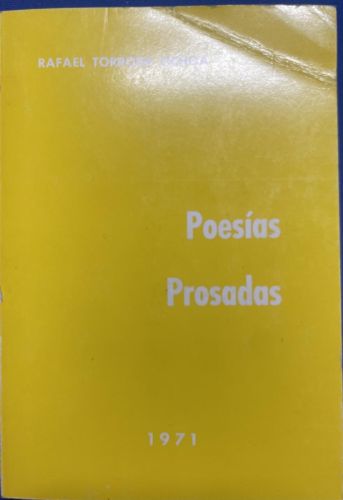 RAFAEL
Poesías
Prosadas
1971